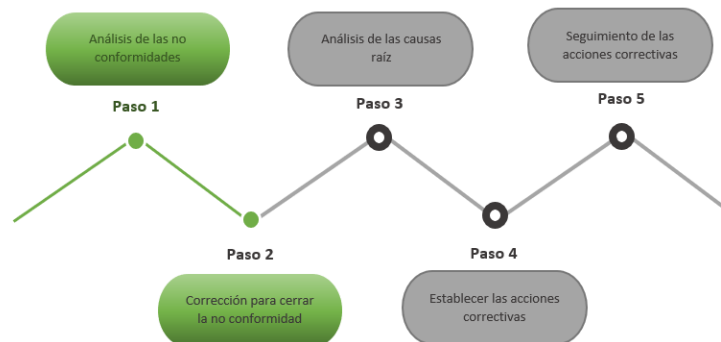 Análisis de las no
conformidades
Paso 1
Corrección para cerrar
la no conformidad
Paso 2
Análisis de las causas
raíz
Paso 3
Establecer las acciones
correctivas
Paso 4
Seguimiento de las
acciones correctivas
Paso 5